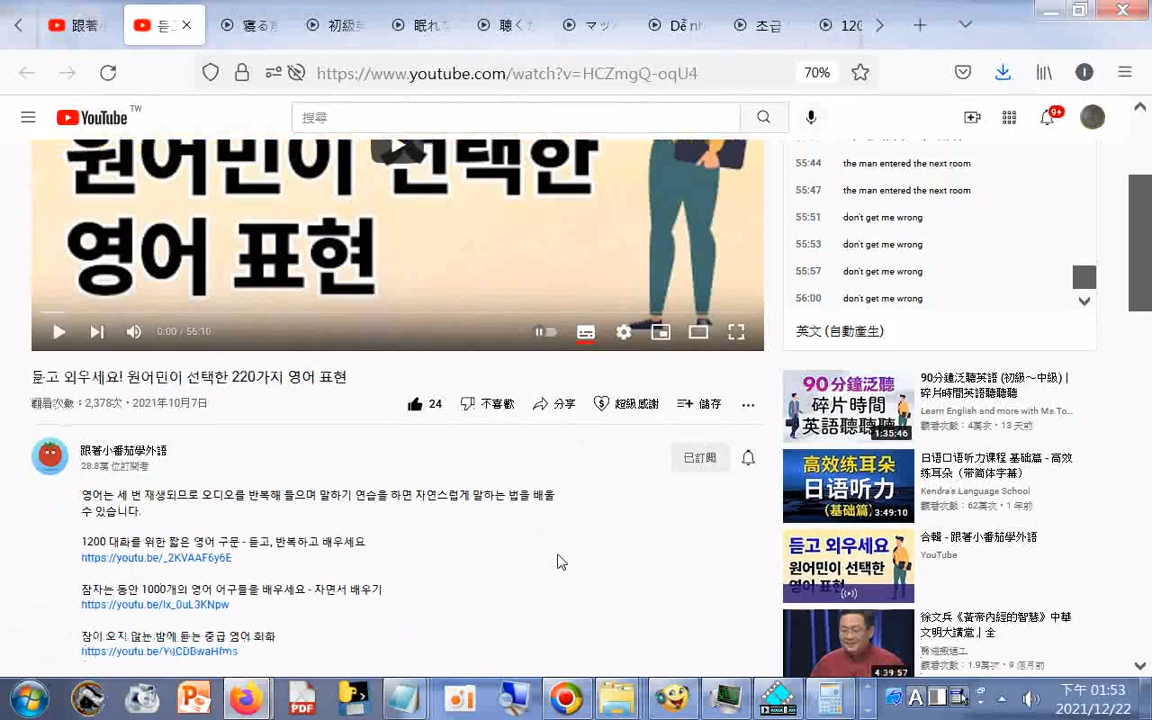 跟著小
듣고
寝る
初級英
眠れな
聴くだ
マッ
Dễ nh
초급
120
https://www.youtube.com/watch?v=HCZmgQ-oqU4
70%
YouTube TW
搜尋
9+
원어민이 선택한
영어 표현
0:00 / 55:10
55:44 the man entered the next room
55:47 the man entered the next room
55:51 don't get me wrong
55:53 don't get me wrong
55:57 don't get me wrong
56:00 don't get me wrong
英文 (自動產生)
듣고 외우세요! 원어민이 선택한 220가지 영어 표현
觀看次數：2,378次・2021年10月7日
24 不喜歡 分享 超級感謝 儲存
跟著小番茄學外語
28.8萬 位訂閱者
已訂閱
영어는 세 번 재생되므로 오디오를 반복해 들으며 말하기 연습을 하면 자연스럽게 말하는 법을 배울
수 있습니다.
1200 대화를 위한 짧은 영어 구문 - 듣고, 반복하고 배우세요
https://youtu.be/_2KVAAF6y6E
잠자는 동안 1000개의 영어 어구들을 배우세요 - 자면서 배우기
https://youtu.be/Ix_0uL3KNpw
잠이 오지 않는 밤에 듣는 중급 영어 회화
90分鐘泛聽
碎片時間
英語聽聽聽
1:35:46
90分鐘泛聽英語 (初級～中級) |
碎片時間英語聽聽聽
Learn English and more with Ms.To...
觀看次數：4萬次・13 天前
高效练耳朵
日语听力
(基础篇)
3:49:10
日语口语听力课程 基础篇 - 高效
练耳朵（带简体字幕）
Kendra's Language School
觀看次數：62萬次・1 年前
듣고 외우세요
원어민이 선택한
영어 표현
合輯 - 跟著小番茄學外語
YouTube
4:39:57
徐文兵《黃帝內經的智慧》中華
文明大講堂 | 全
觀看次數：1.9萬次・9 個月前
PDF
A
下午 01:53
2021/12/22